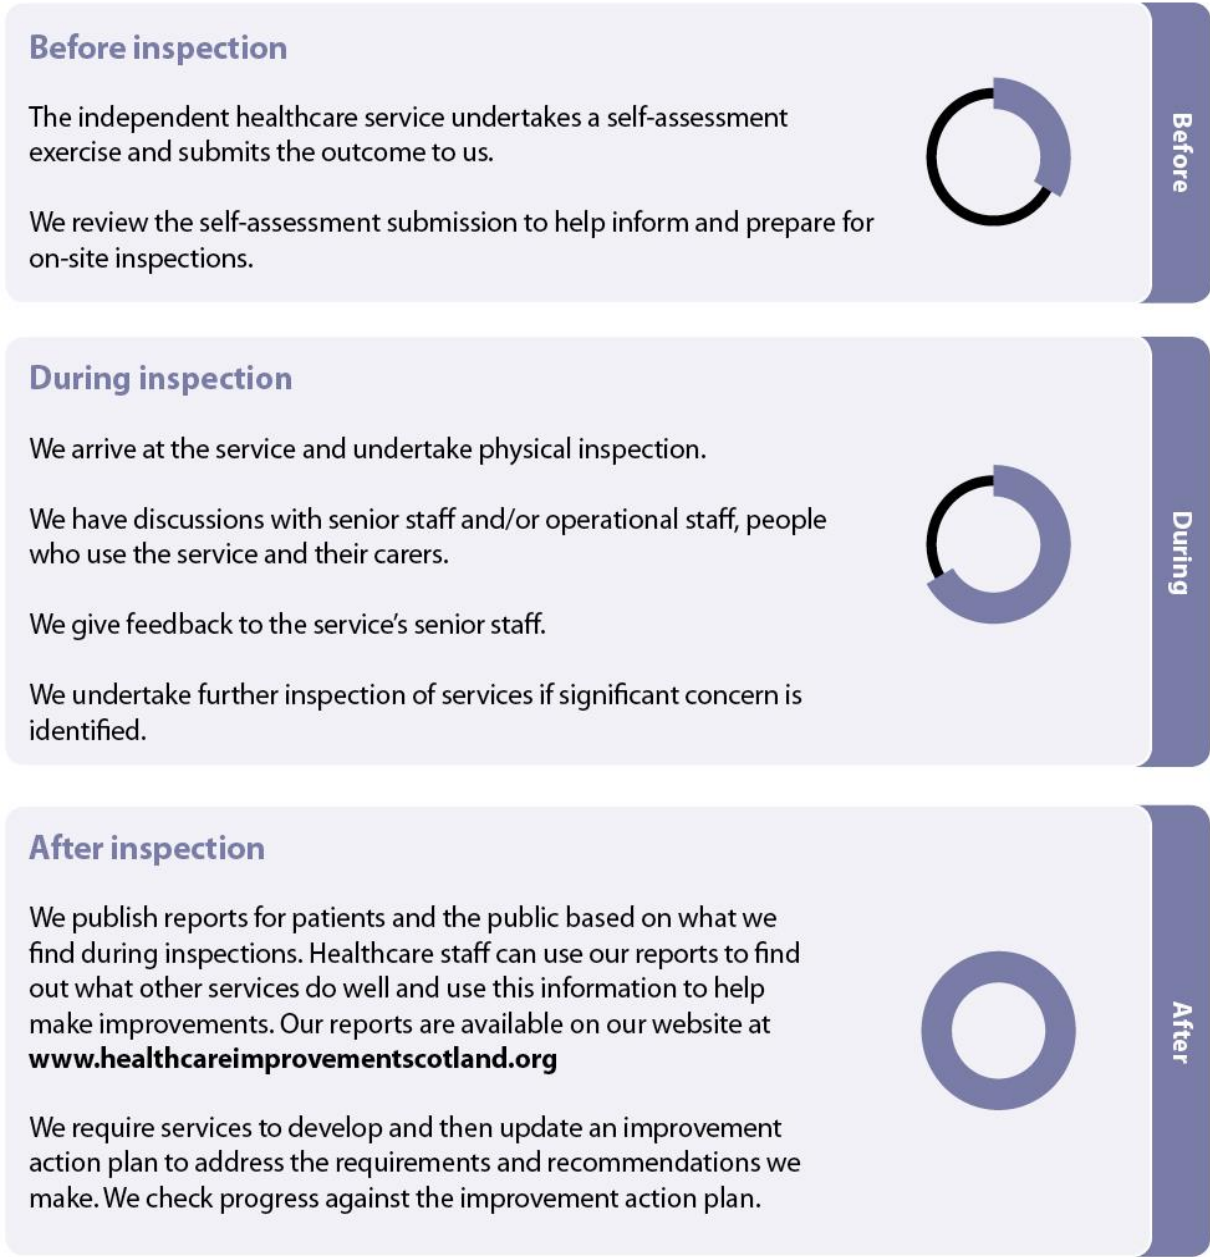 Before inspection
The independent healthcare service undertakes a self-assessment
exercise and submits the outcome to us.
We review the self-assessment submission to help inform and prepare for
on-site inspections.
Before
During inspection
We arrive at the service and undertake physical inspection.
We have discussions with senior staff and/or operational staff, people
who use the service and their carers.
We give feedback to the service’s senior staff.
We undertake further inspection of services if significant concern is
identified.
During
After inspection
We publish reports for patients and the public based on what we
find during inspections. Healthcare staff can use our reports to find
out what other services do well and use this information to help
make improvements. Our reports are available on our website at
www.healthcareimprovementscotland.org
We require services to develop and then update an improvement
action plan to address the requirements and recommendations we
make. We check progress against the improvement action plan.
After